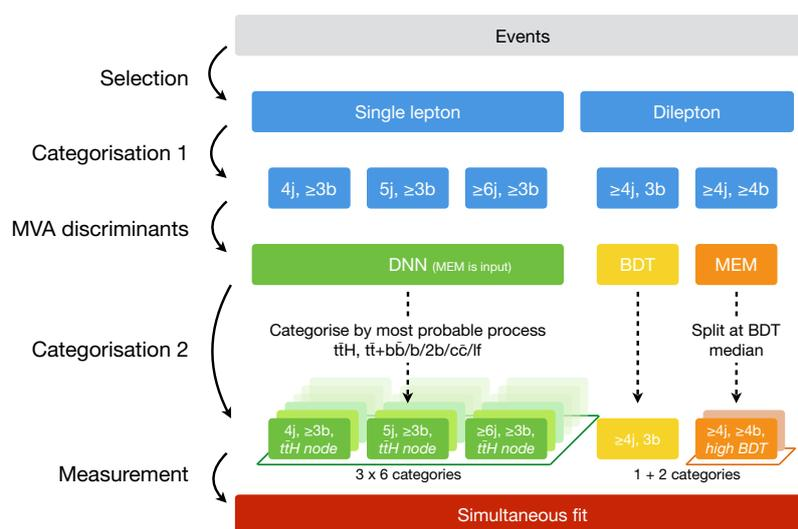 Events
Selection
Single lepton
Dilepton
Categorisation 1
4j, ≥3b
5j, ≥3b
≥6j, ≥3b
≥4j, 3b
≥4j, ≥4b
MVA discriminants
DNN (MEM is input)
BDT
MEM
Categorisation 2
Categorise by most probable process
tt̄H, tt̄+bb̄/b/2b/cc̄/lf
Split at BDT
median
4j, ≥3b,
tt̄H node
5j, ≥3b,
tt̄H node
≥6j, ≥3b,
tt̄H node
≥4j, 3b
≥4j, ≥4b,
high BDT
Measurement
3 x 6 categories
1 + 2 categories
Simultaneous fit